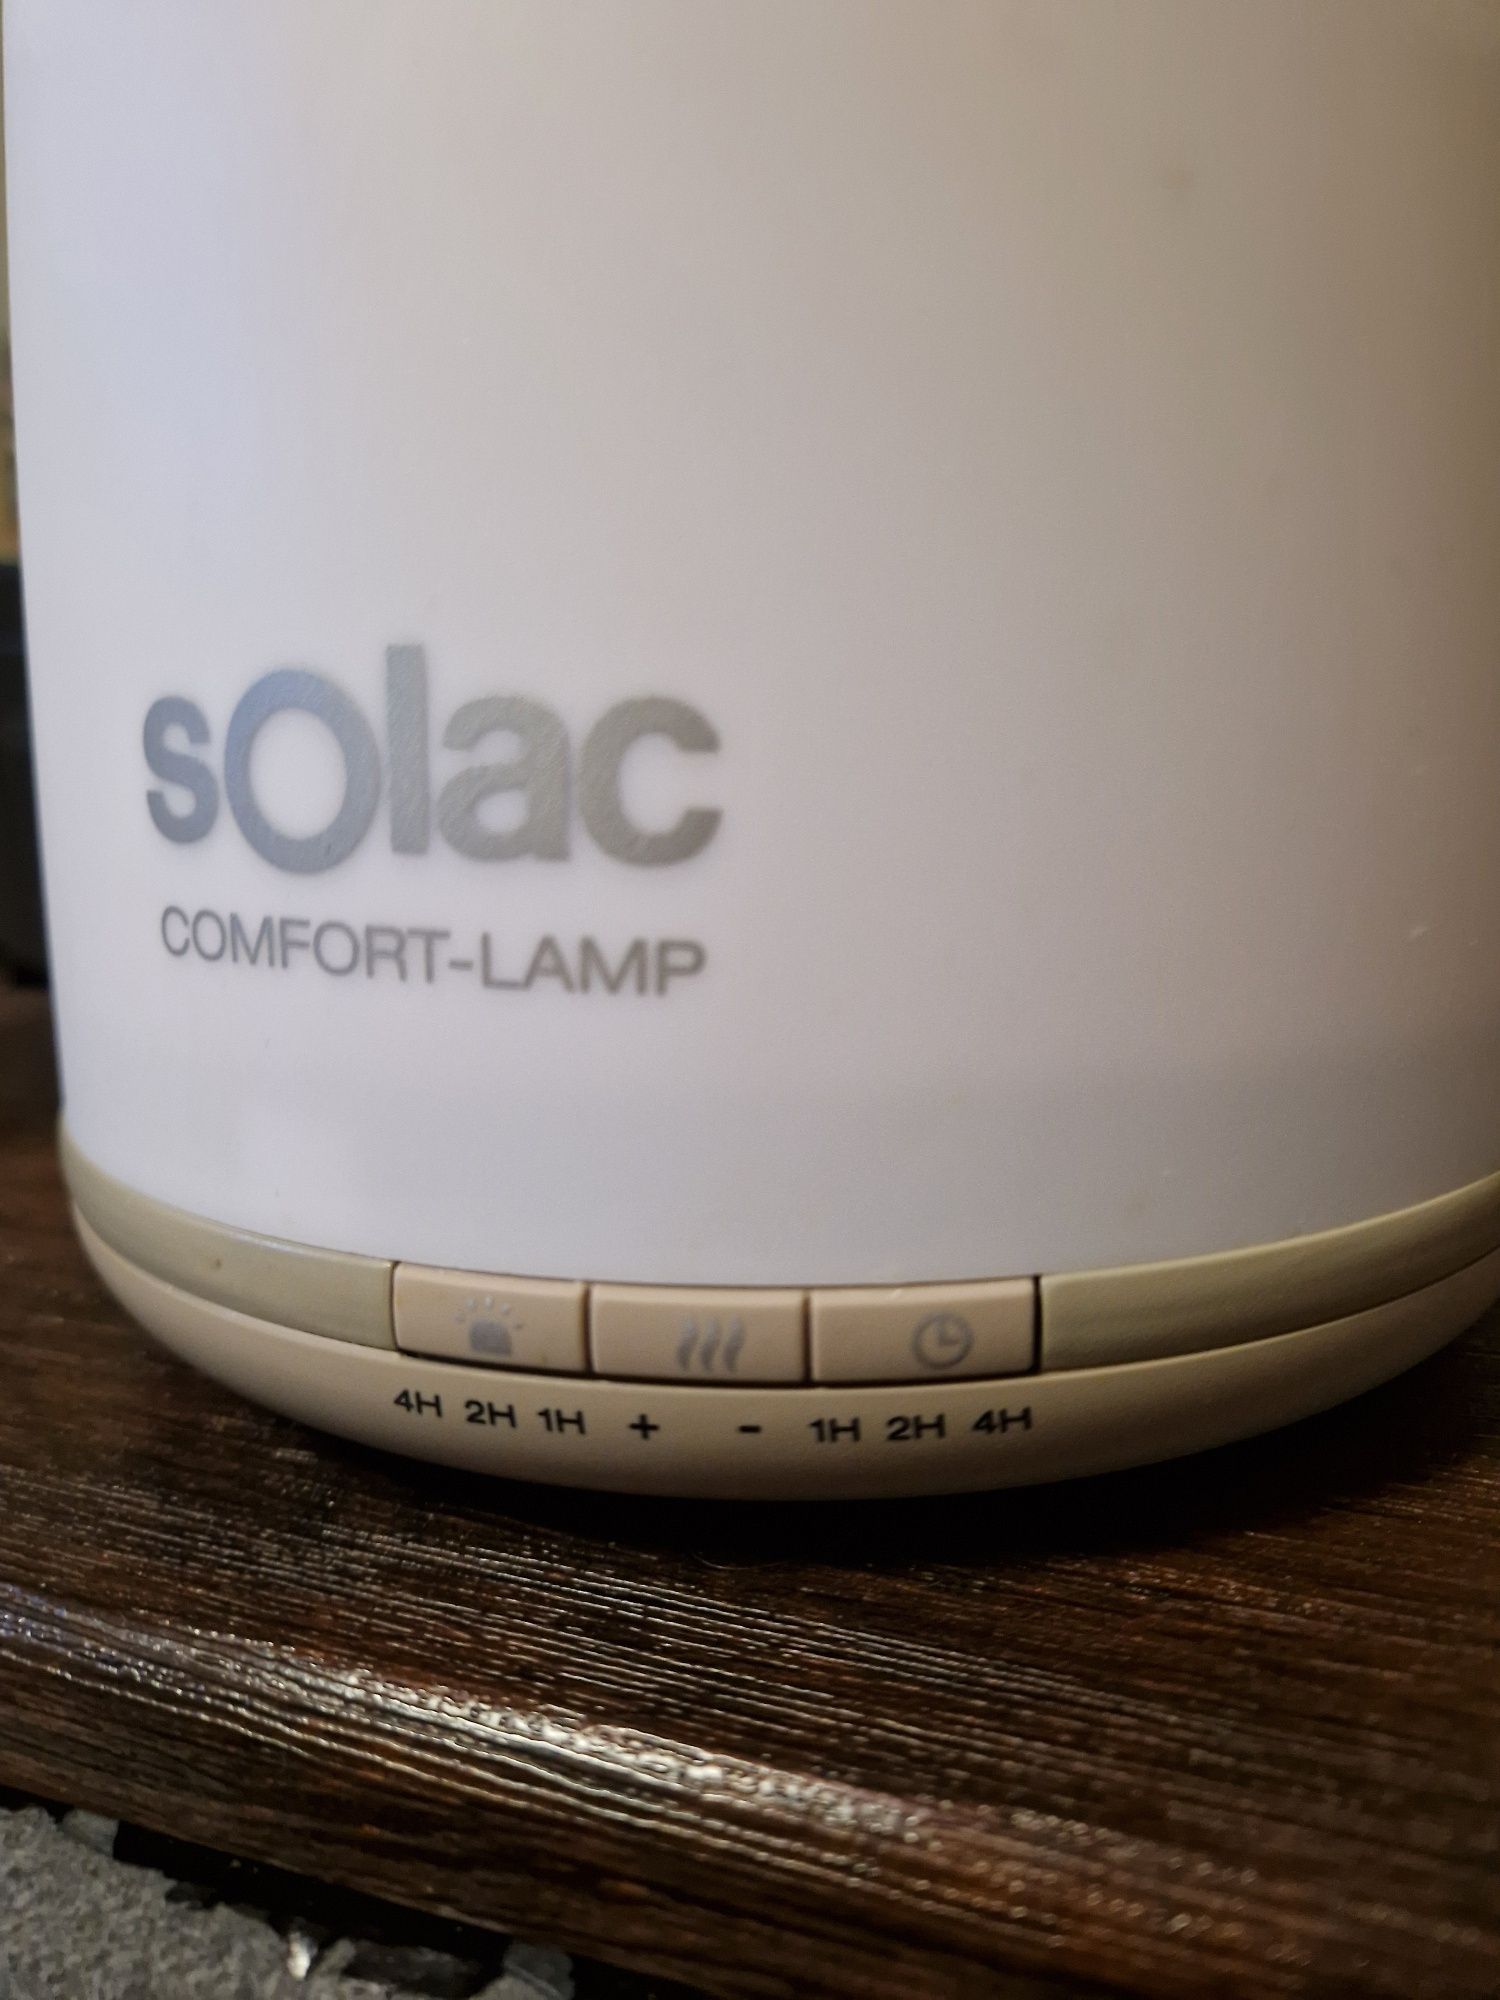 solac
COMFORT-LAMP
4H 2H 1H + - 1H 2H 4H